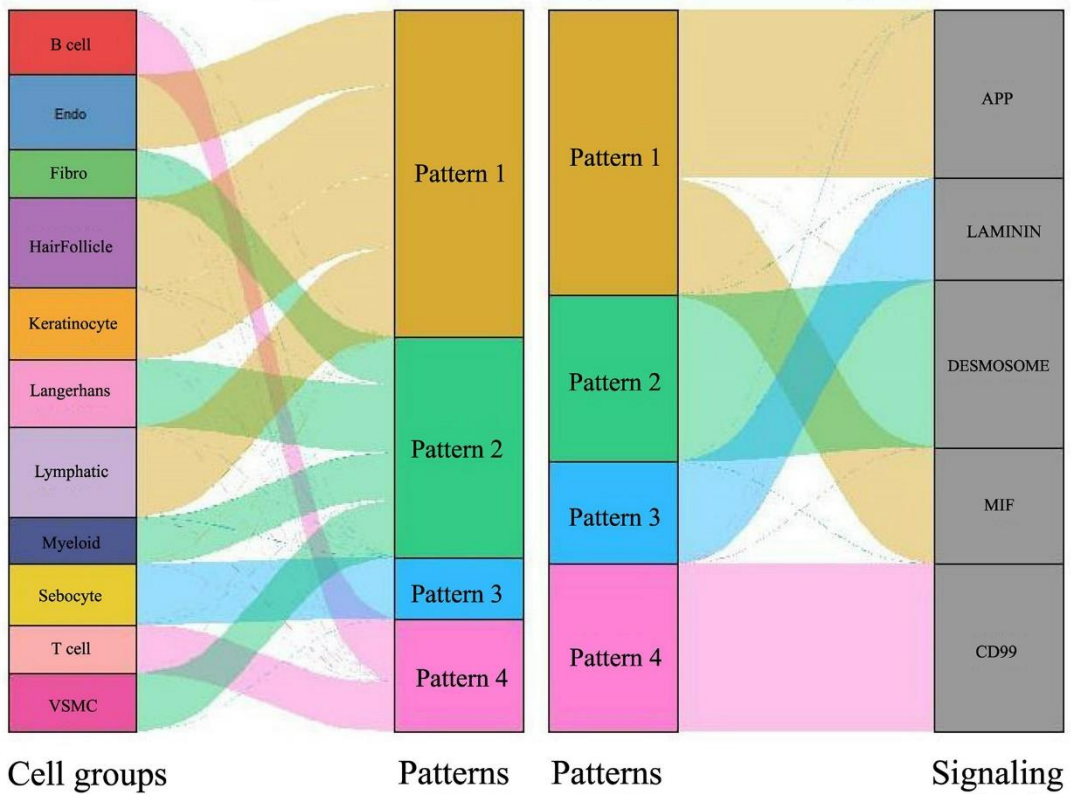 B cell
Endo
Fibro
HairFollicle
Keratinocyte
Langerhans
Lymphatic
Myeloid
Sebocyte
T cell
VSMC
Pattern 1
Pattern 2
Pattern 3
Pattern 4
Pattern 1
Pattern 2
Pattern 3
Pattern 4
APP
LAMININ
DESMOSOME
MIF
CD99
Cell groups
Patterns
Patterns
Signaling